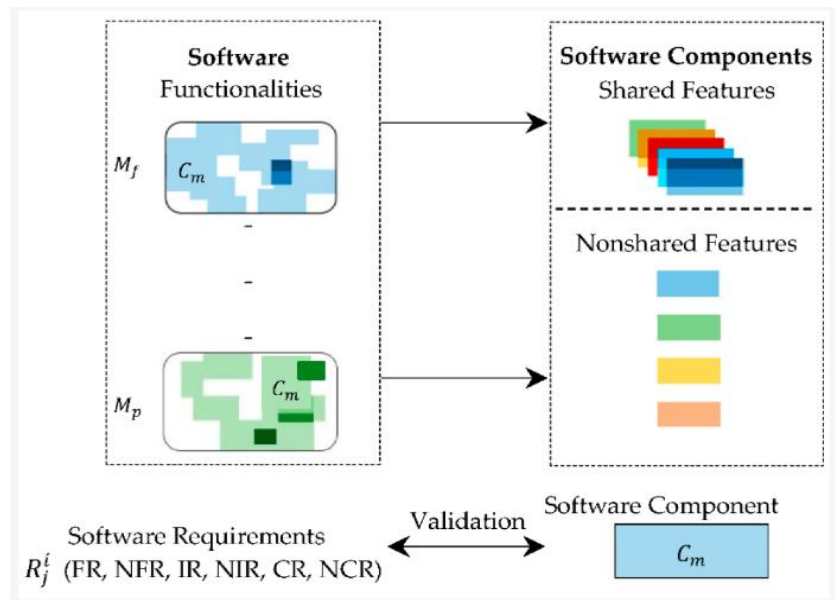 Software
Functionalities
M_f
C_m
-
-
-
M_p
C_m
Software Components
Shared Features
Nonshared Features
Software Requirements
R_j^i (FR, NFR, IR, NIR, CR, NCR)
Validation
Software Component
C_m